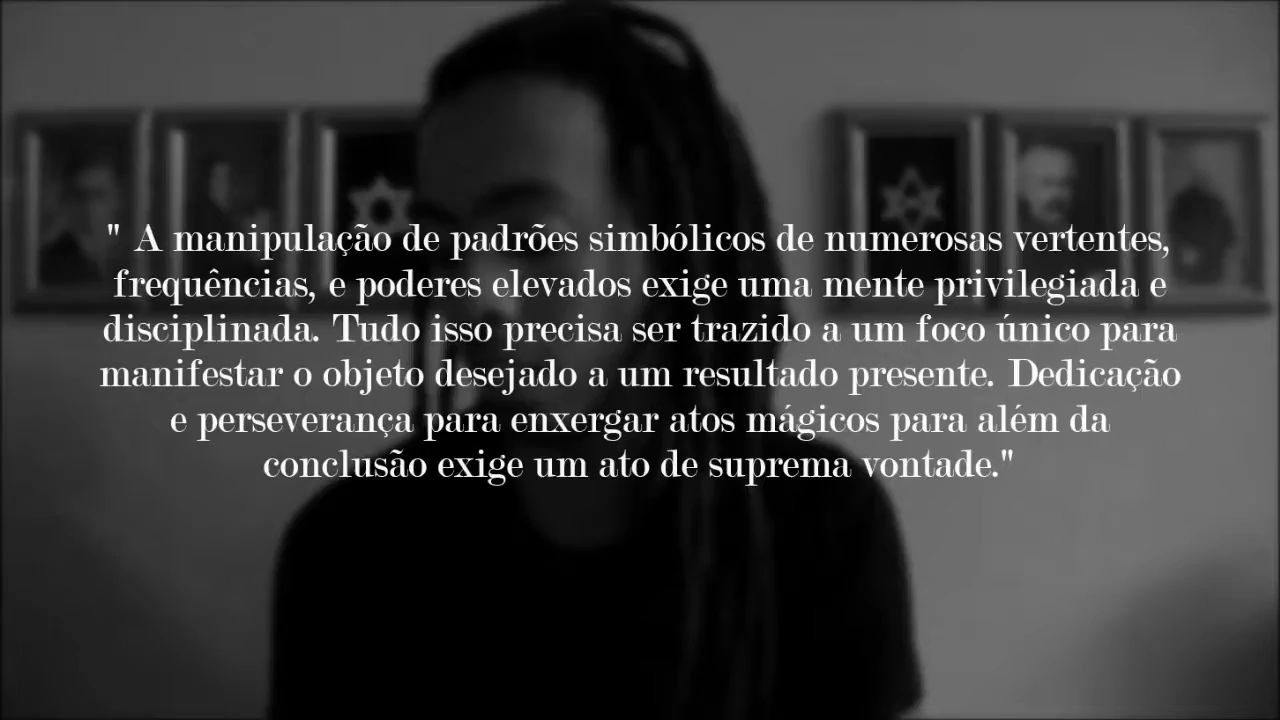 " A manipulação de padrões simbólicos de numerosas vertentes,
frequências, e poderes elevados exige uma mente privilegiada e
disciplinada. Tudo isso precisa ser trazido a um foco único para
manifestar o objeto desejado a um resultado presente. Dedicação
e perseverança para enxergar atos mágicos para além da
conclusão exige um ato de suprema vontade."